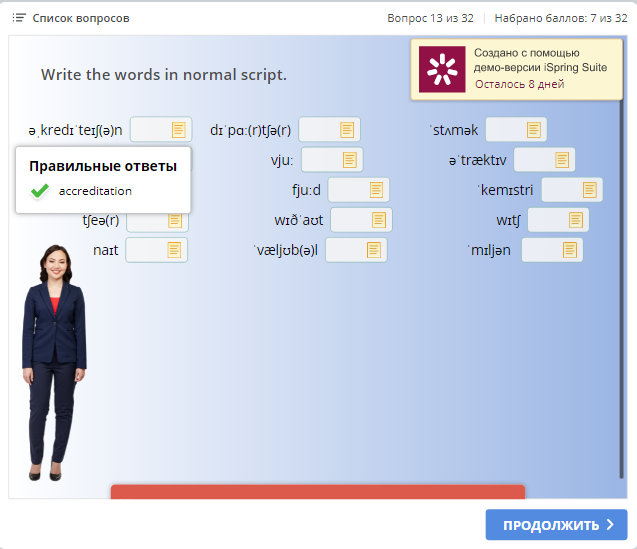 Список вопросов
Вопрос 13 из 32 | Набрано баллов: 7 из 32
Создано с помощью
демо-версии iSpring Suite
Осталось 8 дней
Write the words in normal script.
əˌkredɪˈteɪʃ(ə)n dɪˈpɑː(r)tʃə(r) ˈstʌmək
Правильные ответы
accreditation
vjuː əˈtræktɪv
fjuːd ˈkemɪstri
tʃeə(r) wɪðˈaʊt wɪtʃ
naɪt ˈvæljʊb(ə)l ˈmɪljən
ПРОДОЛЖИТЬ